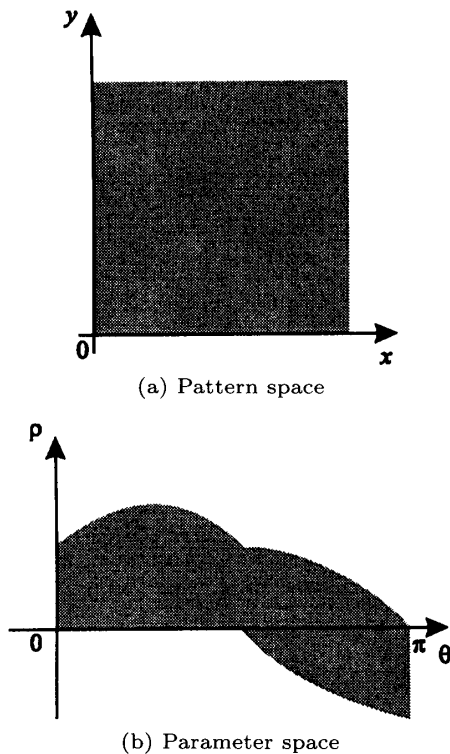 y
0
x
(a) Pattern space
ρ
0
π
θ
(b) Parameter space